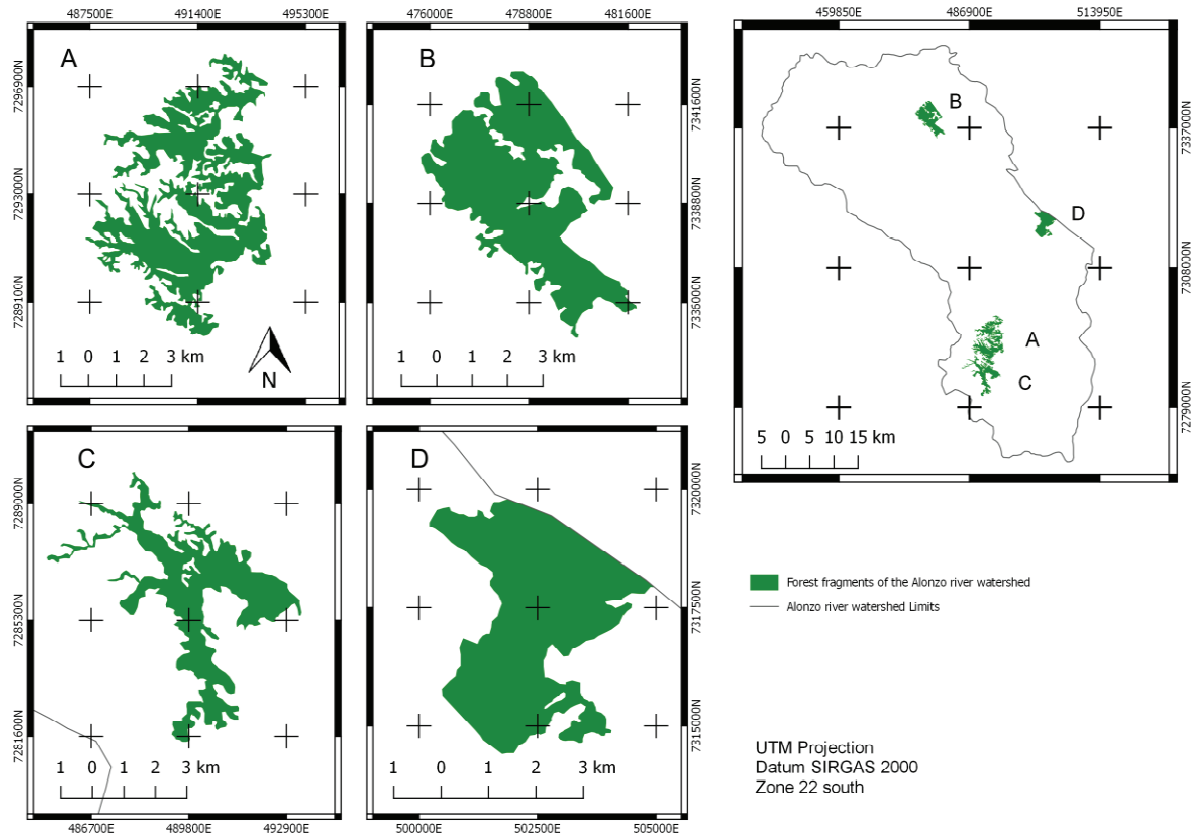 487500E 491400E 495300E
A
7296900N
7293000N
7289100N
N
1 0 1 2 3 km
476000E 478800E 481600E
B
7341600N
7338800N
7336000N
1 0 1 2 3 km
459850E 486900E 513950E
B
D
A
C
7337000N
7308000N
7279000N
5 0 5 10 15 km
C
7289000N
7285300N
7281600N
1 0 1 2 3 km
486700E 489800E 492900E
D
7320000N
7317500N
7315000N
1 0 1 2 3 km
500000E 502500E 505000E
Forest fragments of the Alonzo river watershed
Alonzo river watershed Limits
UTM Projection
Datum SIRGAS 2000
Zone 22 south